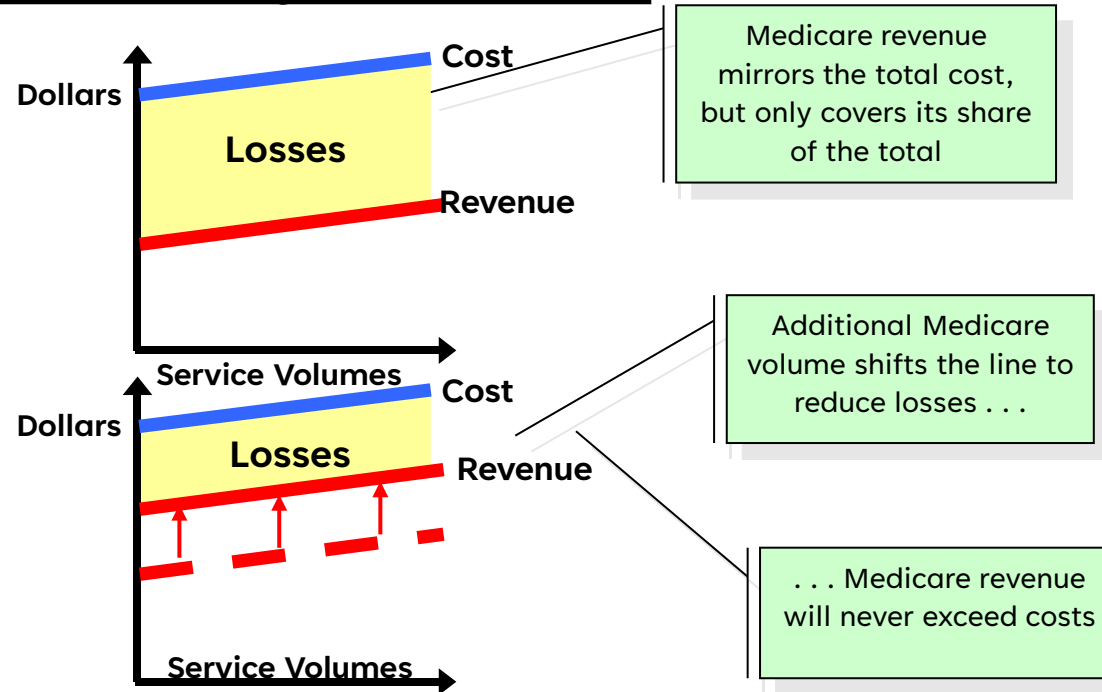 Cost
Dollars
Losses
Revenue
Service Volumes
Medicare revenue
mirrors the total cost,
but only covers its share
of the total
Cost
Dollars
Losses
Revenue
Service Volumes
Additional Medicare
volume shifts the line to
reduce losses . . .
. . . Medicare revenue
will never exceed costs